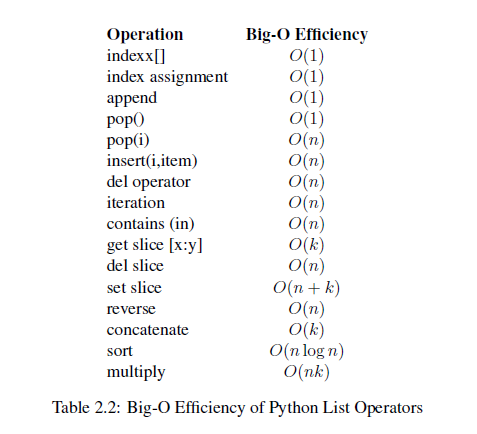 Operation Big-O Efficiency
indexx[] O(1)
index assignment O(1)
append O(1)
pop() O(1)
pop(i) O(n)
insert(i,item) O(n)
del operator O(n)
iteration O(n)
contains (in) O(n)
get slice [x:y] O(k)
del slice O(n)
set slice O(n + k)
reverse O(n)
concatenate O(k)
sort O(n log n)
multiply O(nk)
Table 2.2: Big-O Efficiency of Python List Operators